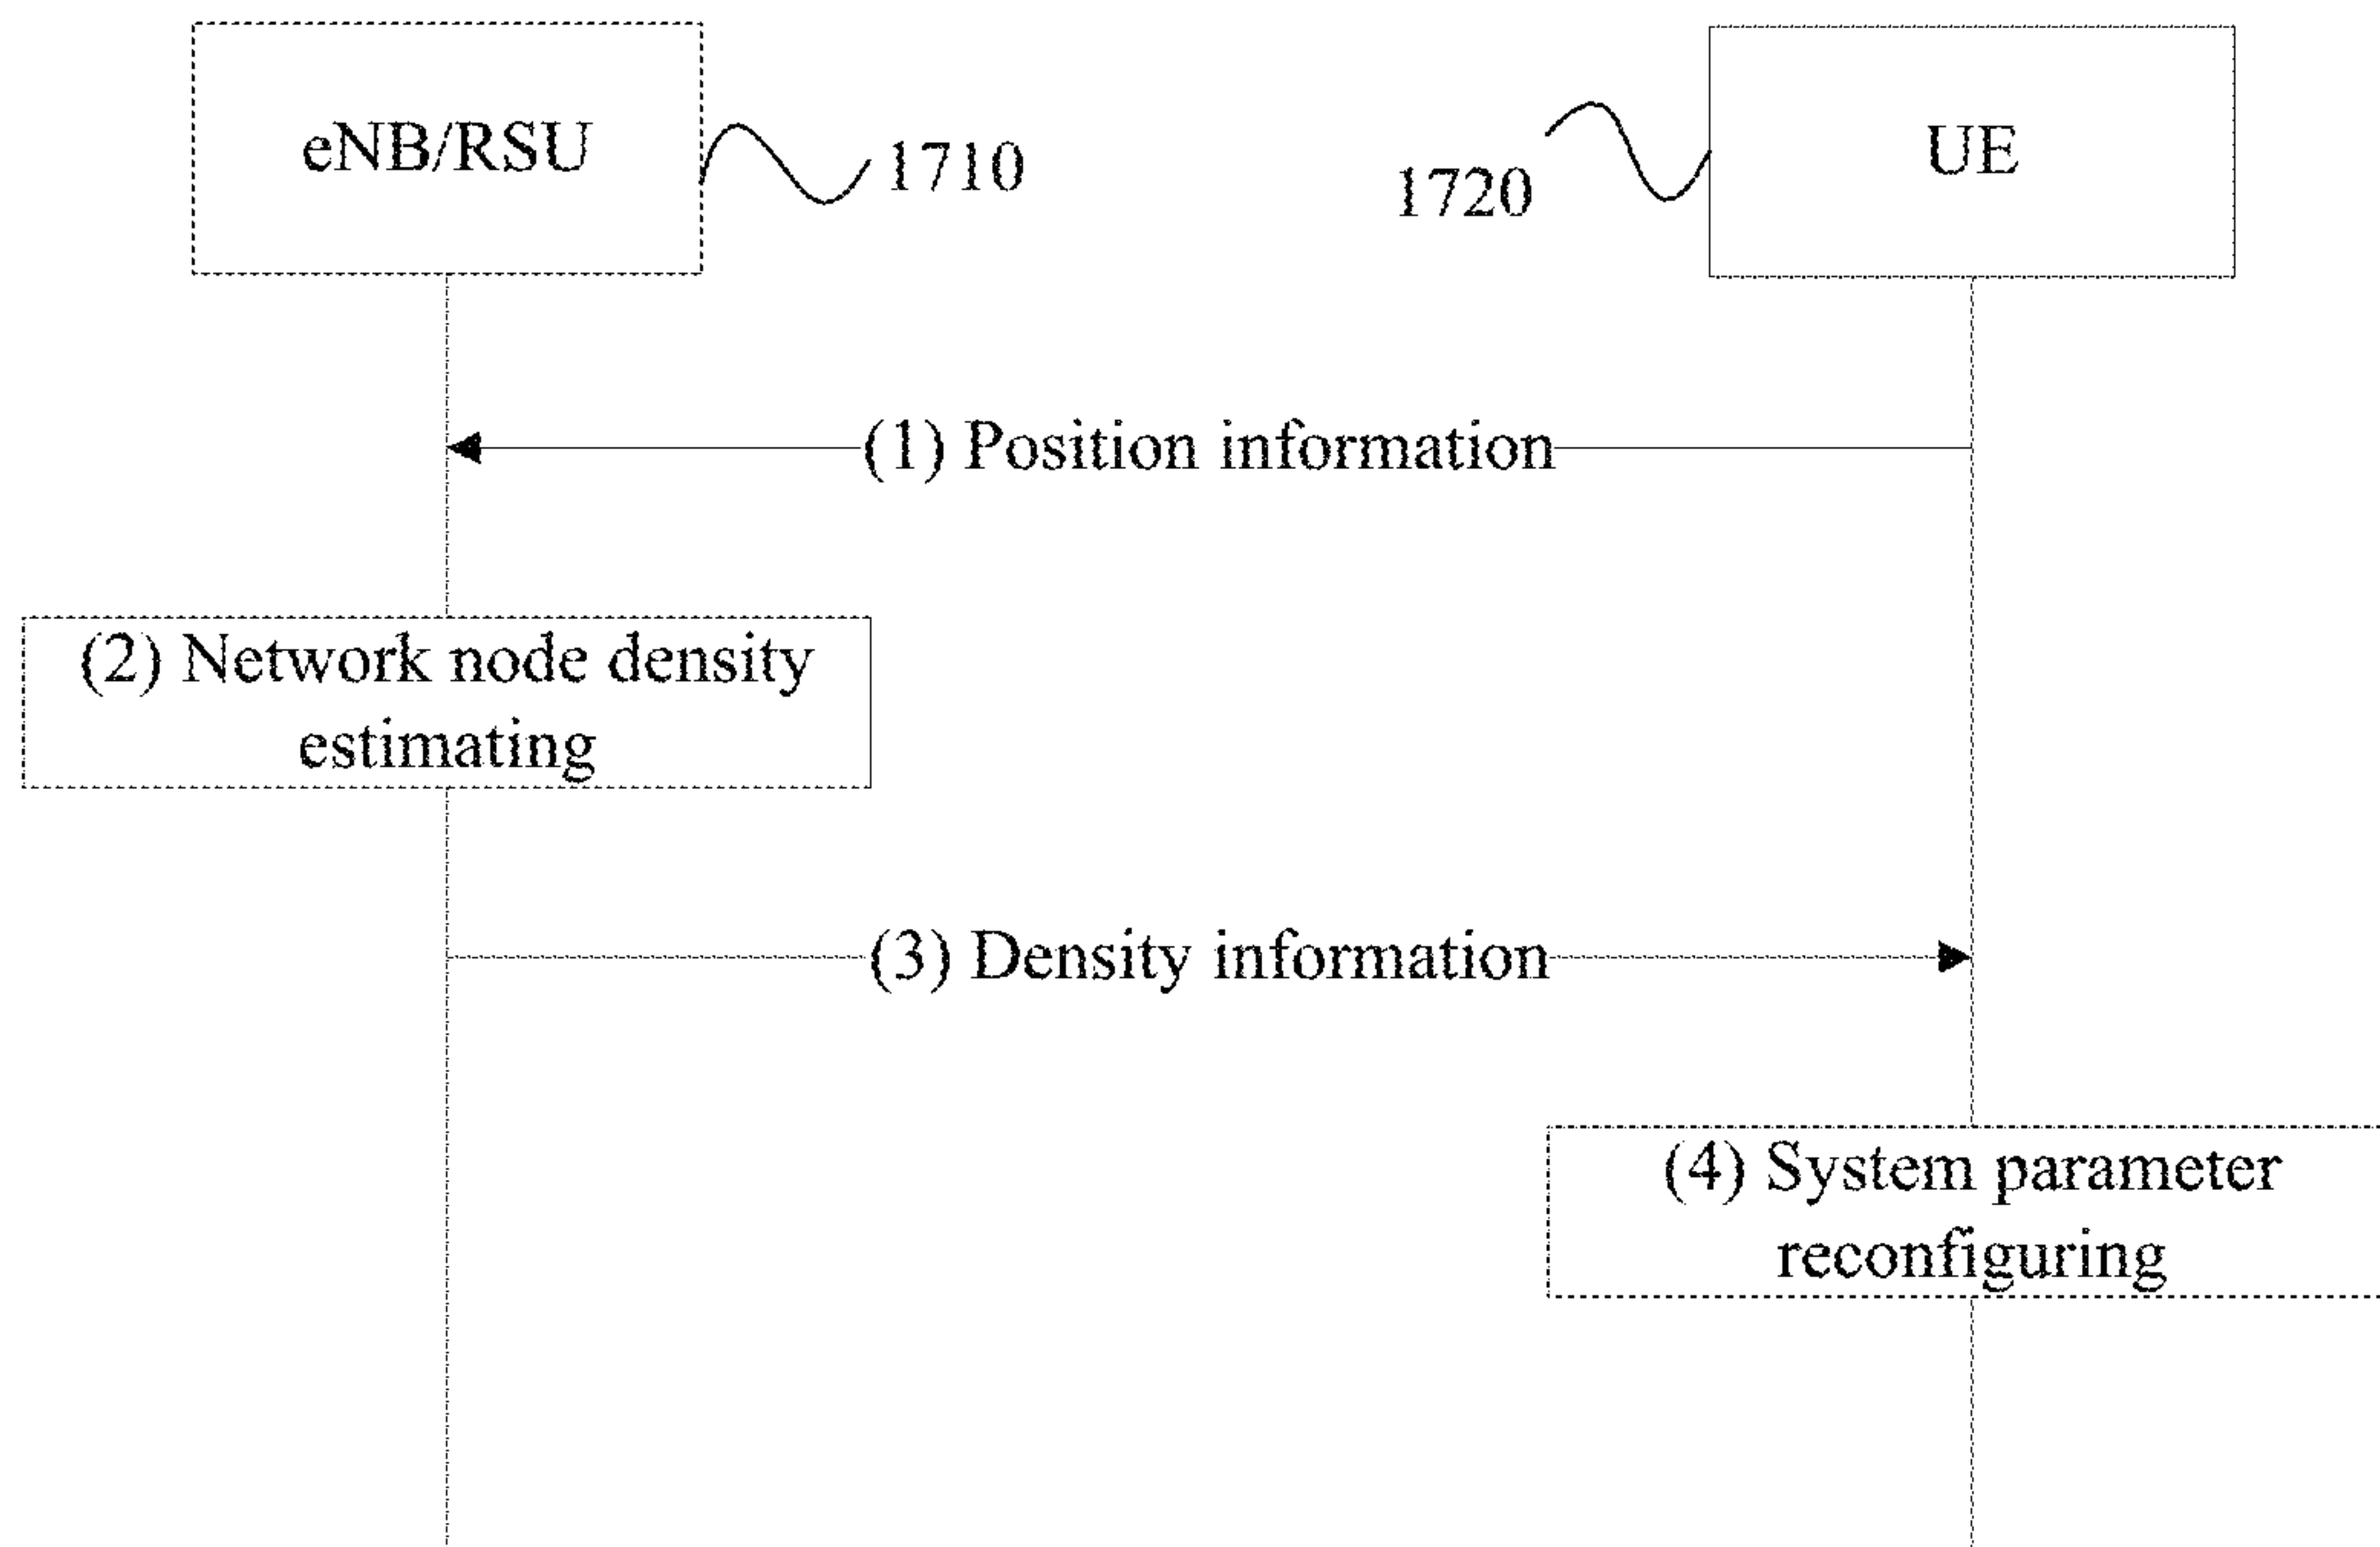 eNB/RSU
1710
1720
UE
(1) Position information
(2) Network node density
estimating
(3) Density information
(4) System parameter
reconfiguring